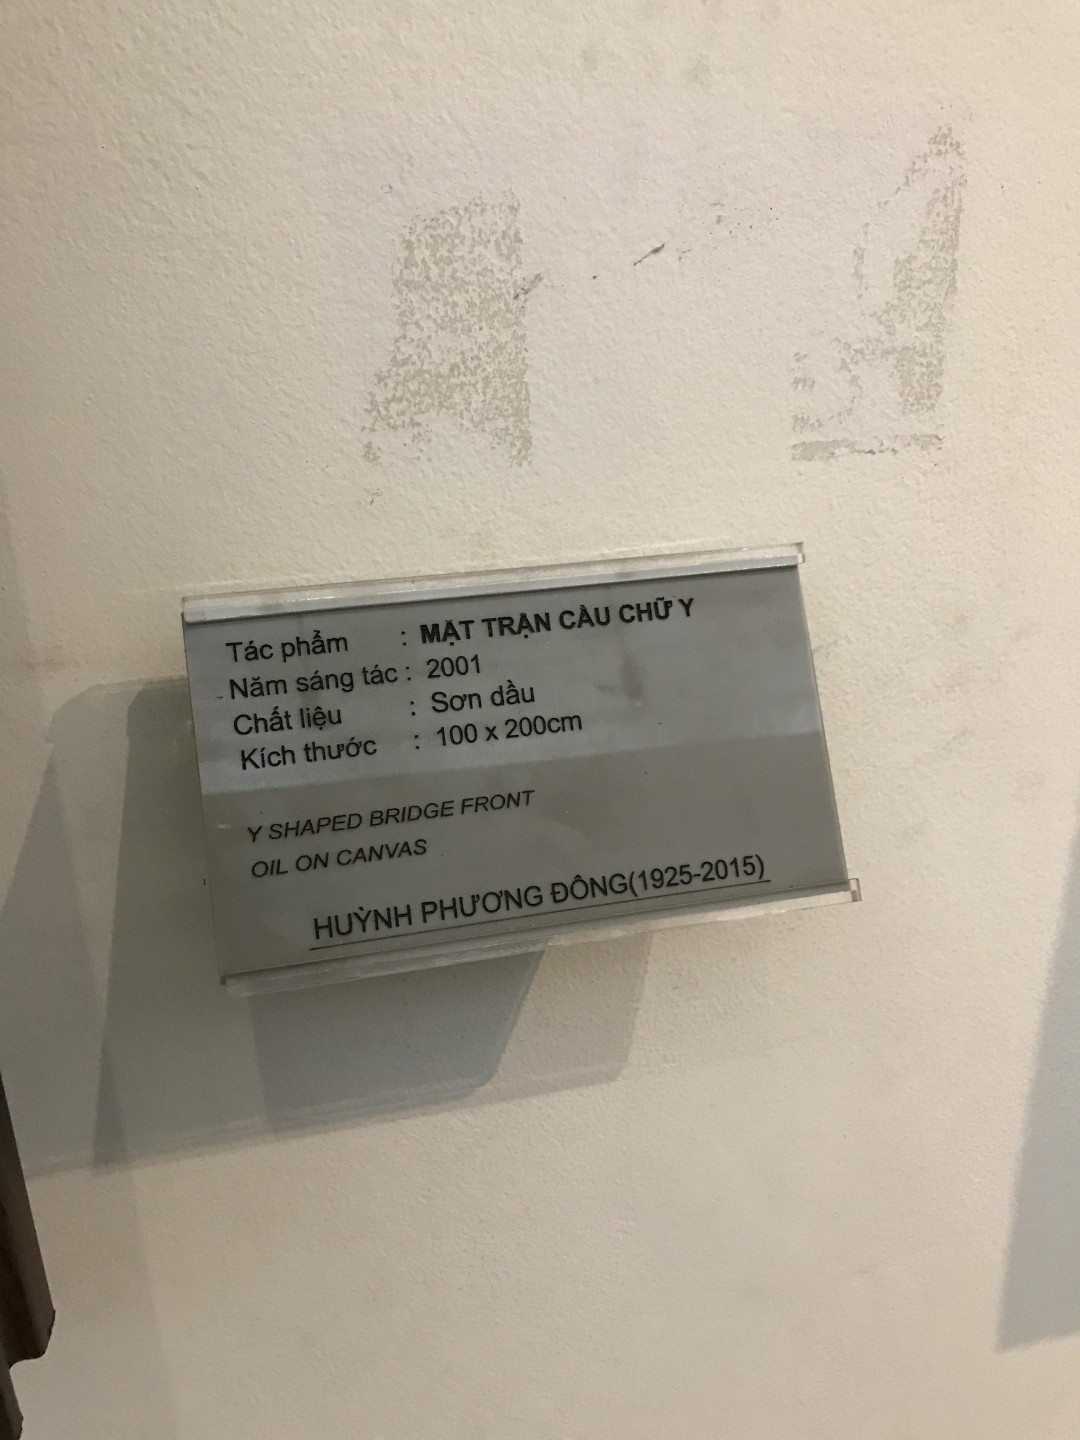 Tác phẩm : MẶT TRẬN CẦU CHỮ Y
Năm sáng tác : 2001
Chất liệu : Sơn dầu
Kích thước : 100 x 200cm
Y SHAPED BRIDGE FRONT
OIL ON CANVAS
HUỲNH PHƯƠNG ĐÔNG(1925-2015)